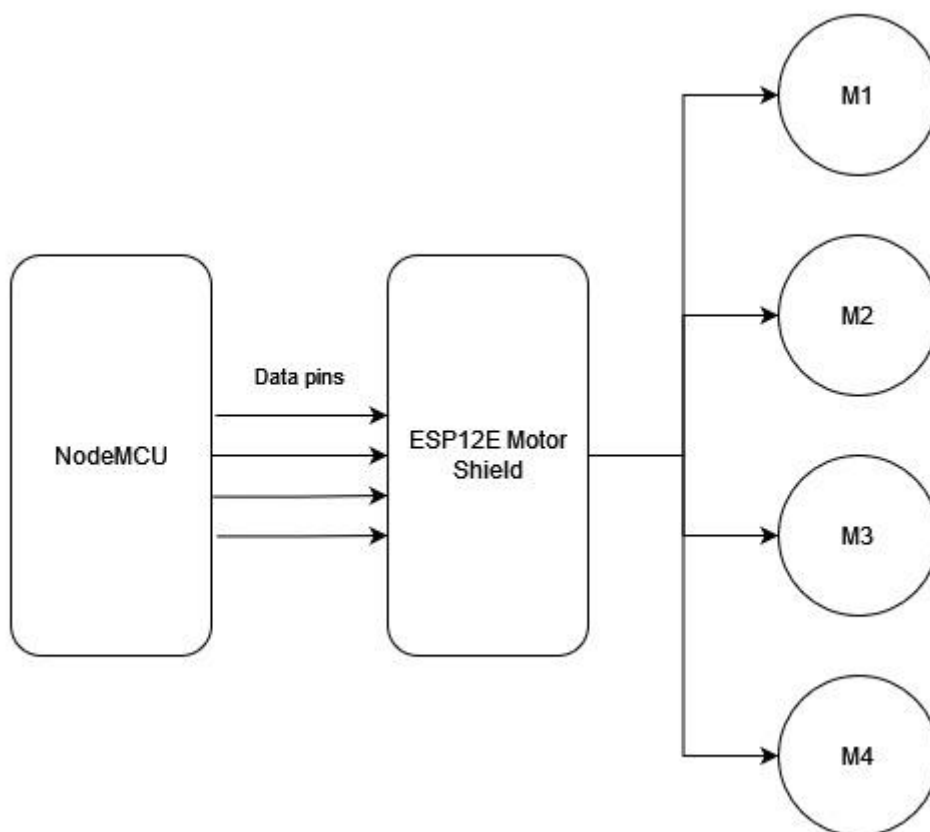 NodeMCU
Data pins
ESP12E Motor
Shield
M1
M2
M3
M4